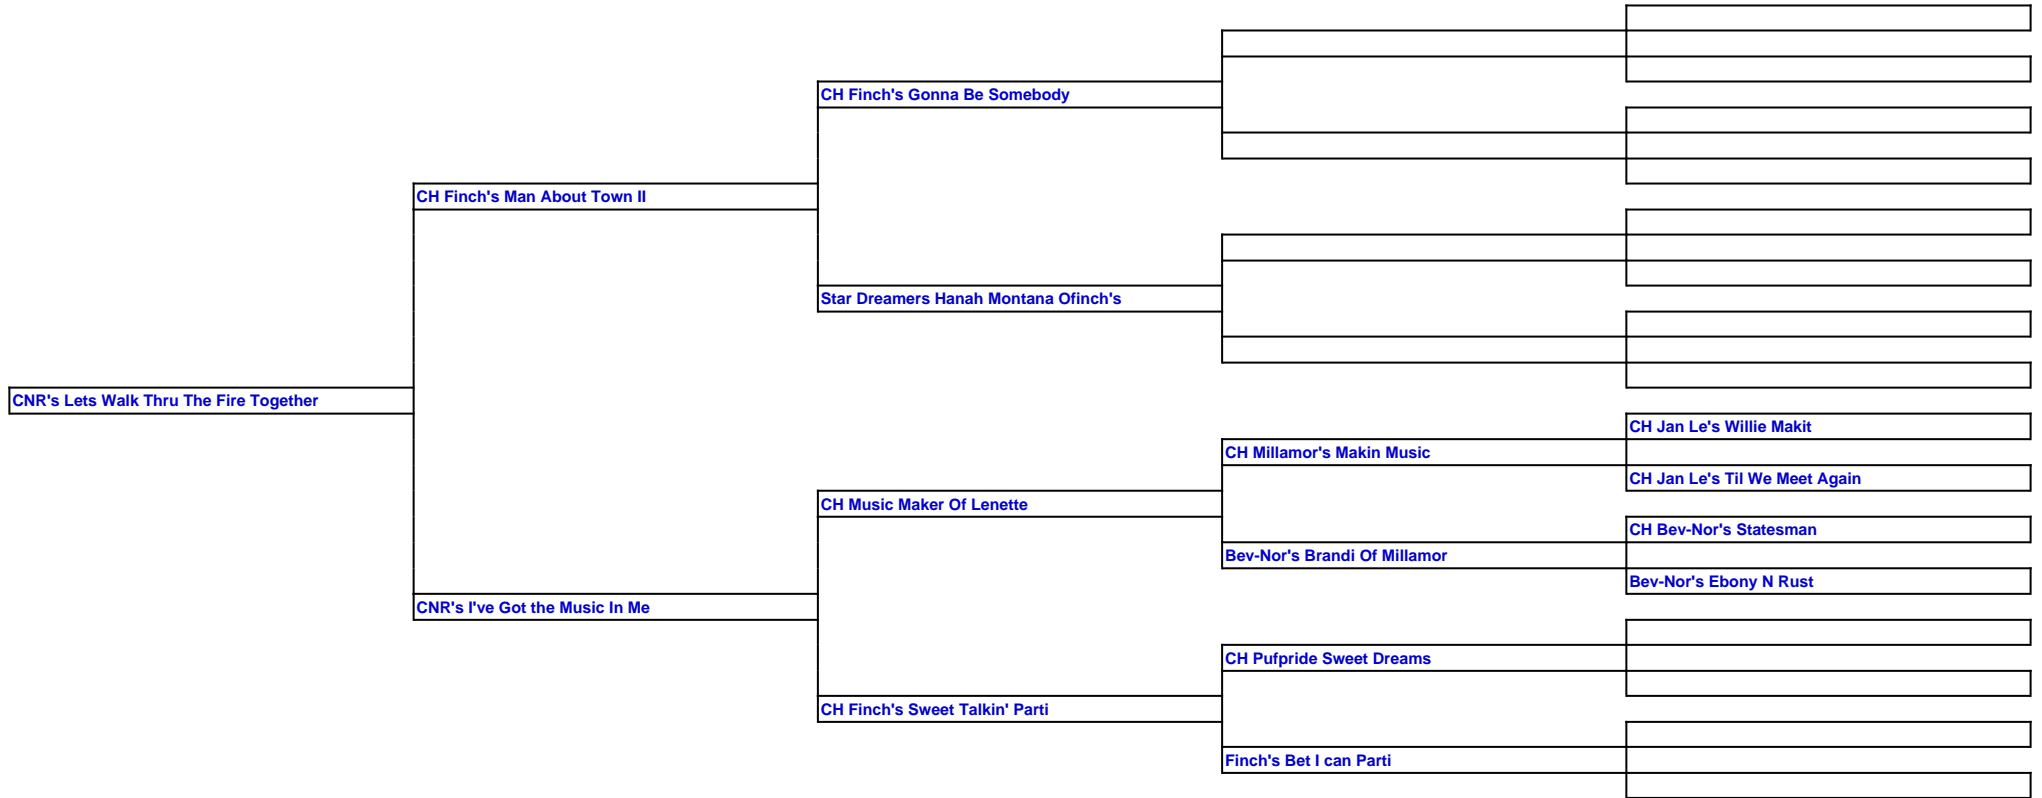 CH Finch's Gonna Be Somebody
CH Finch's Man About Town II
Star Dreamers Hanah Montana Ofinch's
CNR's Lets Walk Thru The Fire Together
CH Jan Le's Willie Makit
CH Millamor's Makin Music
CH Jan Le's Til We Meet Again
CH Music Maker Of Lenette
CH Bev-Nor's Statesman
Bev-Nor's Brandi Of Millamor
Bev-Nor's Ebony N Rust
CNR's I've Got the Music In Me
CH Pufpride Sweet Dreams
CH Finch's Sweet Talkin' Parti
Finch's Bet I can Parti